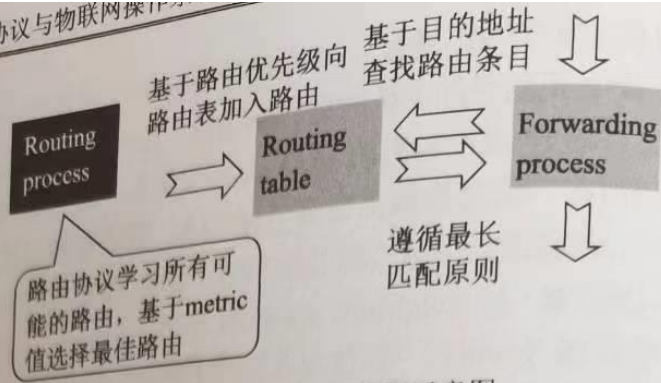 协议与物联网操作系
基于路由优先级向
路由表加入路由
基于目的地址
查找路由条目
Routing
process
Routing
table
Forwarding
process
遵循最长
匹配原则
路由协议学习所有可
能的路由，基于metric
值选择最佳路由